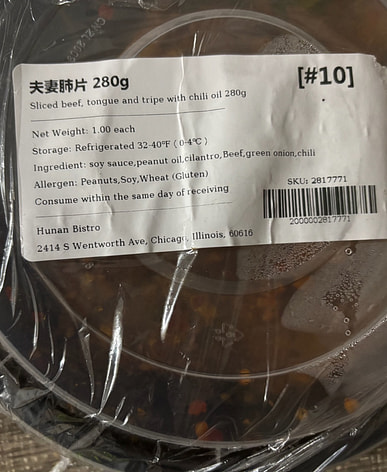 夫妻肺片 280g
[#10]
Sliced beef, tongue and tripe with chili oil 280g
Net Weight: 1.00 each
Storage: Refrigerated 32-40°F ( 0-4℃ )
Ingredient: soy sauce,peanut oil,cilantro,Beef,green onion,chili
Allergen: Peanuts,Soy,Wheat (Gluten)
Consume within the same day of receiving
SKU: 2817771
2000002817771
Hunan Bistro
2414 S Wentworth Ave, Chicago, Illinois, 60616